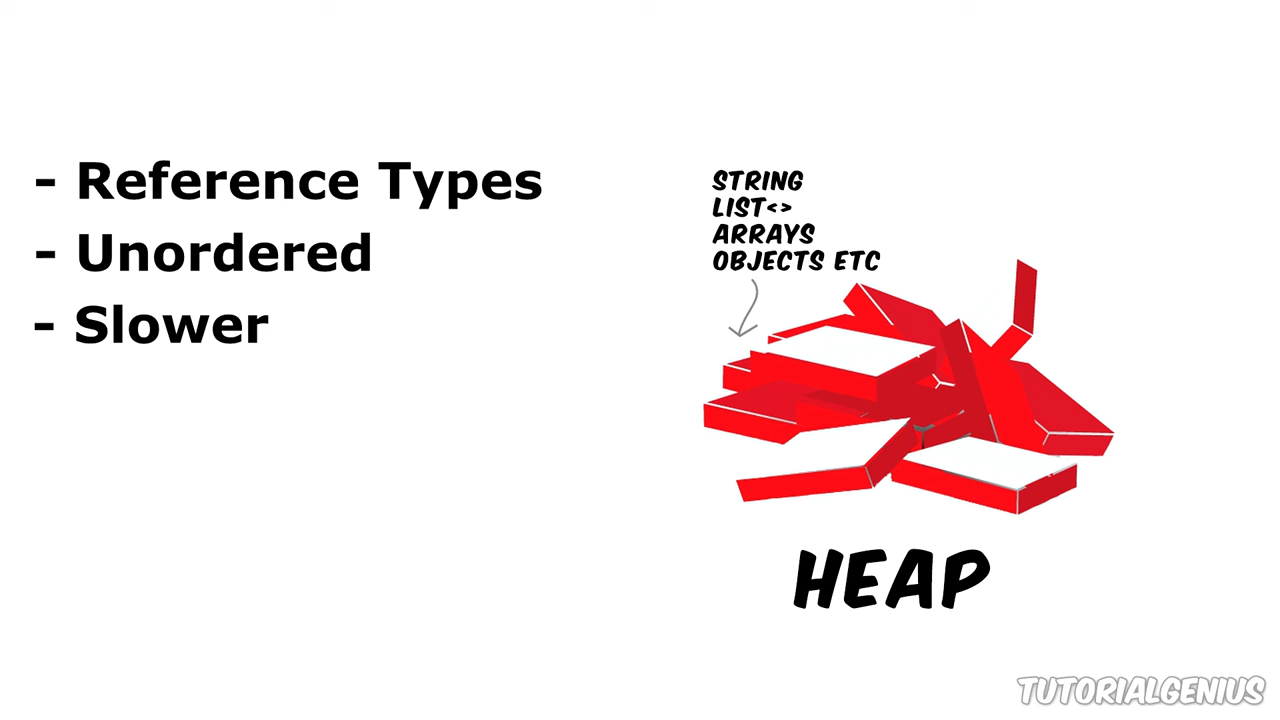 - Reference Types
- Unordered
- Slower
STRING
LIST<>
ARRAYS
OBJECTS ETC
HEAP
TUTORIALGENIUS